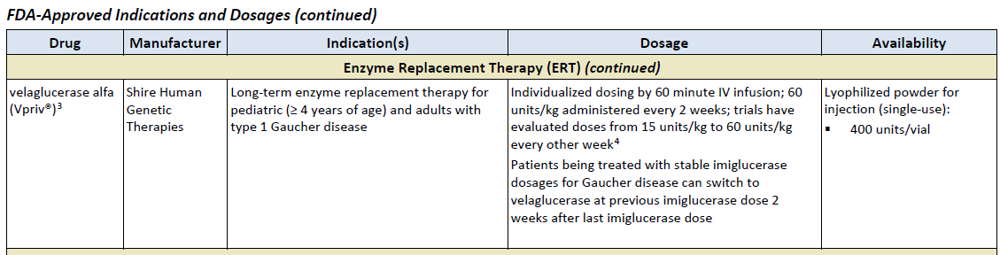 FDA-Approved Indications and Dosages (continued)
Drug
Manufacturer
Indication(s)
Dosage
Availability
Enzyme Replacement Therapy (ERT) (continued)
velaglucerase alfa
(Vpriv®)³
Shire Human
Genetic
Therapies
Long-term enzyme replacement therapy for
pediatric (≥ 4 years of age) and adults with
type 1 Gaucher disease
Individualized dosing by 60 minute IV infusion; 60
units/kg administered every 2 weeks; trials have
evaluated doses from 15 units/kg to 60 units/kg
every other week⁴
Patients being treated with stable imiglucerase
dosages for Gaucher disease can switch to
velaglucerase at previous imiglucerase dose 2
weeks after last imiglucerase dose
Lyophilized powder for
injection (single-use):
▪ 400 units/vial